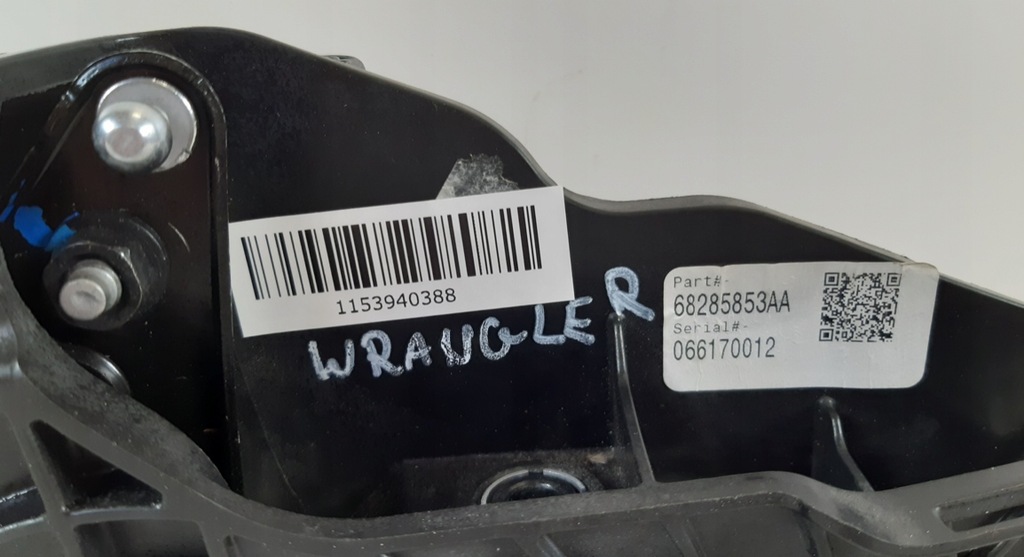 1153940388
WRANGLER
Part#-
68285853AA
Serial#-
066170012